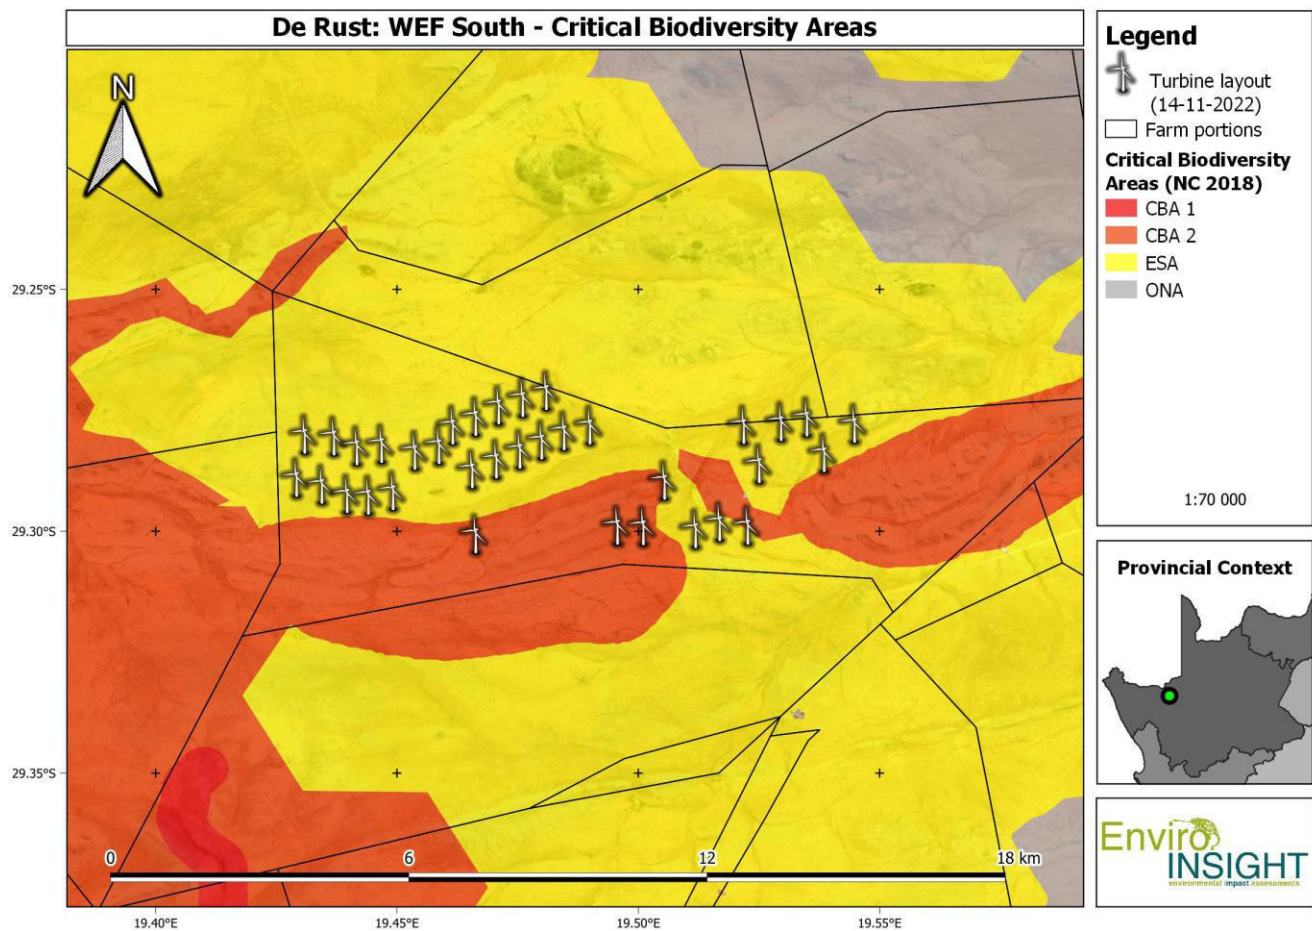 De Rust: WEF South - Critical Biodiversity Areas
N
29.25°S
29.30°S
29.35°S
0
6
12
18 km
19.40°E
19.45°E
19.50°E
19.55°E
Legend
Turbine layout
(14-11-2022)
Farm portions
Critical Biodiversity
Areas (NC 2018)
CBA 1
CBA 2
ESA
ONA
1:70 000
Provincial Context
Enviro
INSIGHT
environmental impact assessments